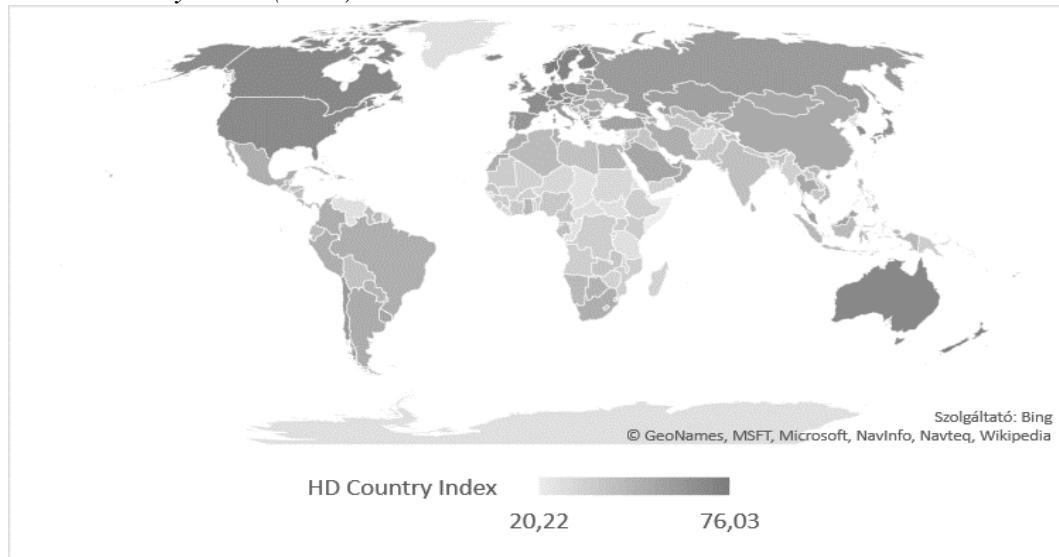 Szolgáltató: Bing
© GeoNames, MSFT, Microsoft, NavInfo, Navteq, Wikipedia
HD Country Index
20,22 76,03